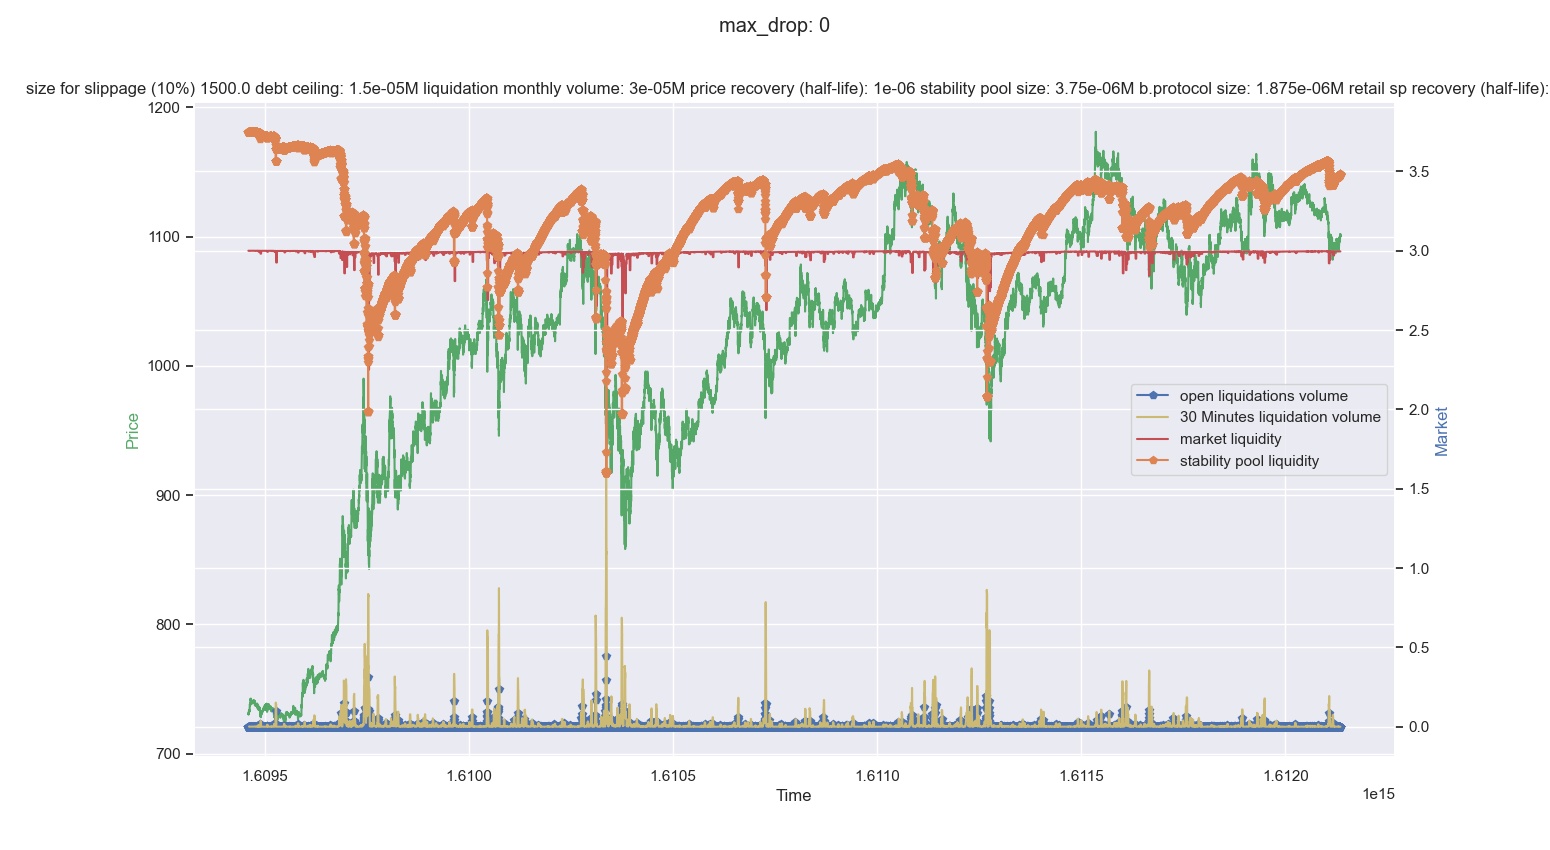 max_drop: 0
size for slippage (10%) 1500.0 debt ceiling: 1.5e-05M liquidation monthly volume: 3e-05M price recovery (half-life): 1e-06 stability pool size: 3.75e-06M b.protocol size: 1.875e-06M retail sp recovery (half-life):
1200
1100
1000
900
800
700
Price
3.5
3.0
2.5
2.0
1.5
1.0
0.5
0.0
Market
open liquidations volume
30 Minutes liquidation volume
market liquidity
stability pool liquidity
1.6095 1.6100 1.6105 1.6110 1.6115 1.6120
Time
1e15